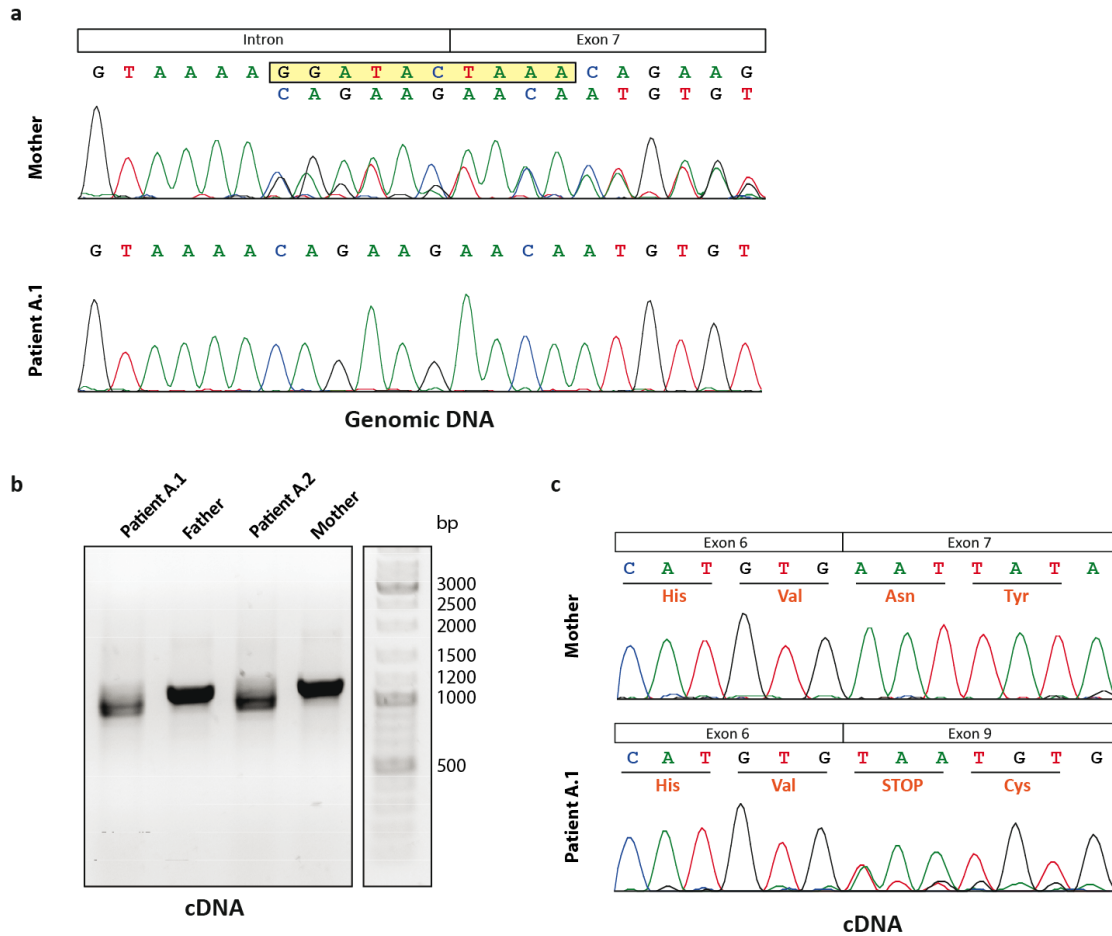 a
Intron Exon 7
G T A A A A G G A T A C T A A A C A G A A G
C A G A A G A A C A A T G T G T
Mother
G T A A A A C A G A A G A A C A A T G T G T
Patient A.1
Genomic DNA
b
Patient A.1 Father Patient A.2 Mother bp
3000
2500
2000
1500
1200
1000
500
cDNA
c
Exon 6 Exon 7
C A T G T G A A T T A T A
His Val Asn Tyr
Mother
Exon 6 Exon 9
C A T G T G T A A T G T G
His Val STOP Cys
Patient A.1
cDNA